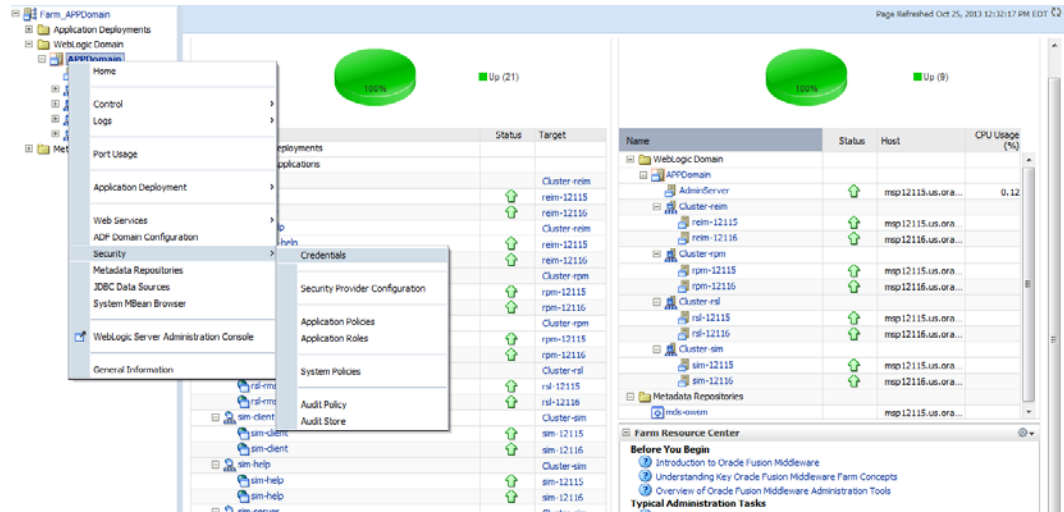 Farm_APPDomain
Page Refreshed Oct 25, 2013 12:32:17 PM EDT
Application Deployments
WebLogic Domain
APPDomain
Home
Control
Logs
Port Usage
Application Deployment
Web Services
ADF Domain Configuration
Security
Metadata Repositories
JDBC Data Sources
System MBean Browser
WebLogic Server Administration Console
General Information
Credentials
Security Provider Configuration
Application Policies
Application Roles
System Policies
Audit Policy
Audit Store
100%
Up (21)
Status Target
Cluster-reim
reim-12115
reim-12116
Cluster-reim
reim-12115
reim-12116
Cluster-rpm
rpm-12115
rpm-12116
Cluster-rpm
rpm-12115
rpm-12116
Cluster-rsl
rsl-rms rsl-12115
rsl-rms rsl-12116
sim-client Cluster-sim
sim-client sim-12115
sim-client sim-12116
sim-help Cluster-sim
sim-help sim-12115
sim-help sim-12116
sim-server Cluster-sim
100%
Up (9)
Name Status Host CPU Usage (%)
WebLogic Domain
APPDomain
AdminServer msp12115.us.ora... 0.12
Cluster-reim
reim-12115 msp12115.us.ora...
reim-12116 msp12116.us.ora...
Cluster-rpm
rpm-12115 msp12115.us.ora...
rpm-12116 msp12116.us.ora...
Cluster-rsl
rsl-12115 msp12115.us.ora...
rsl-12116 msp12116.us.ora...
Cluster-sim
sim-12115 msp12115.us.ora...
sim-12116 msp12116.us.ora...
Metadata Repositories
mds-owsm msp12115.us.ora...
Farm Resource Center
Before You Begin
Introduction to Oracle Fusion Middleware
Understanding Key Oracle Fusion Middleware Farm Concepts
Overview of Oracle Fusion Middleware Administration Tools
Typical Administration Tasks